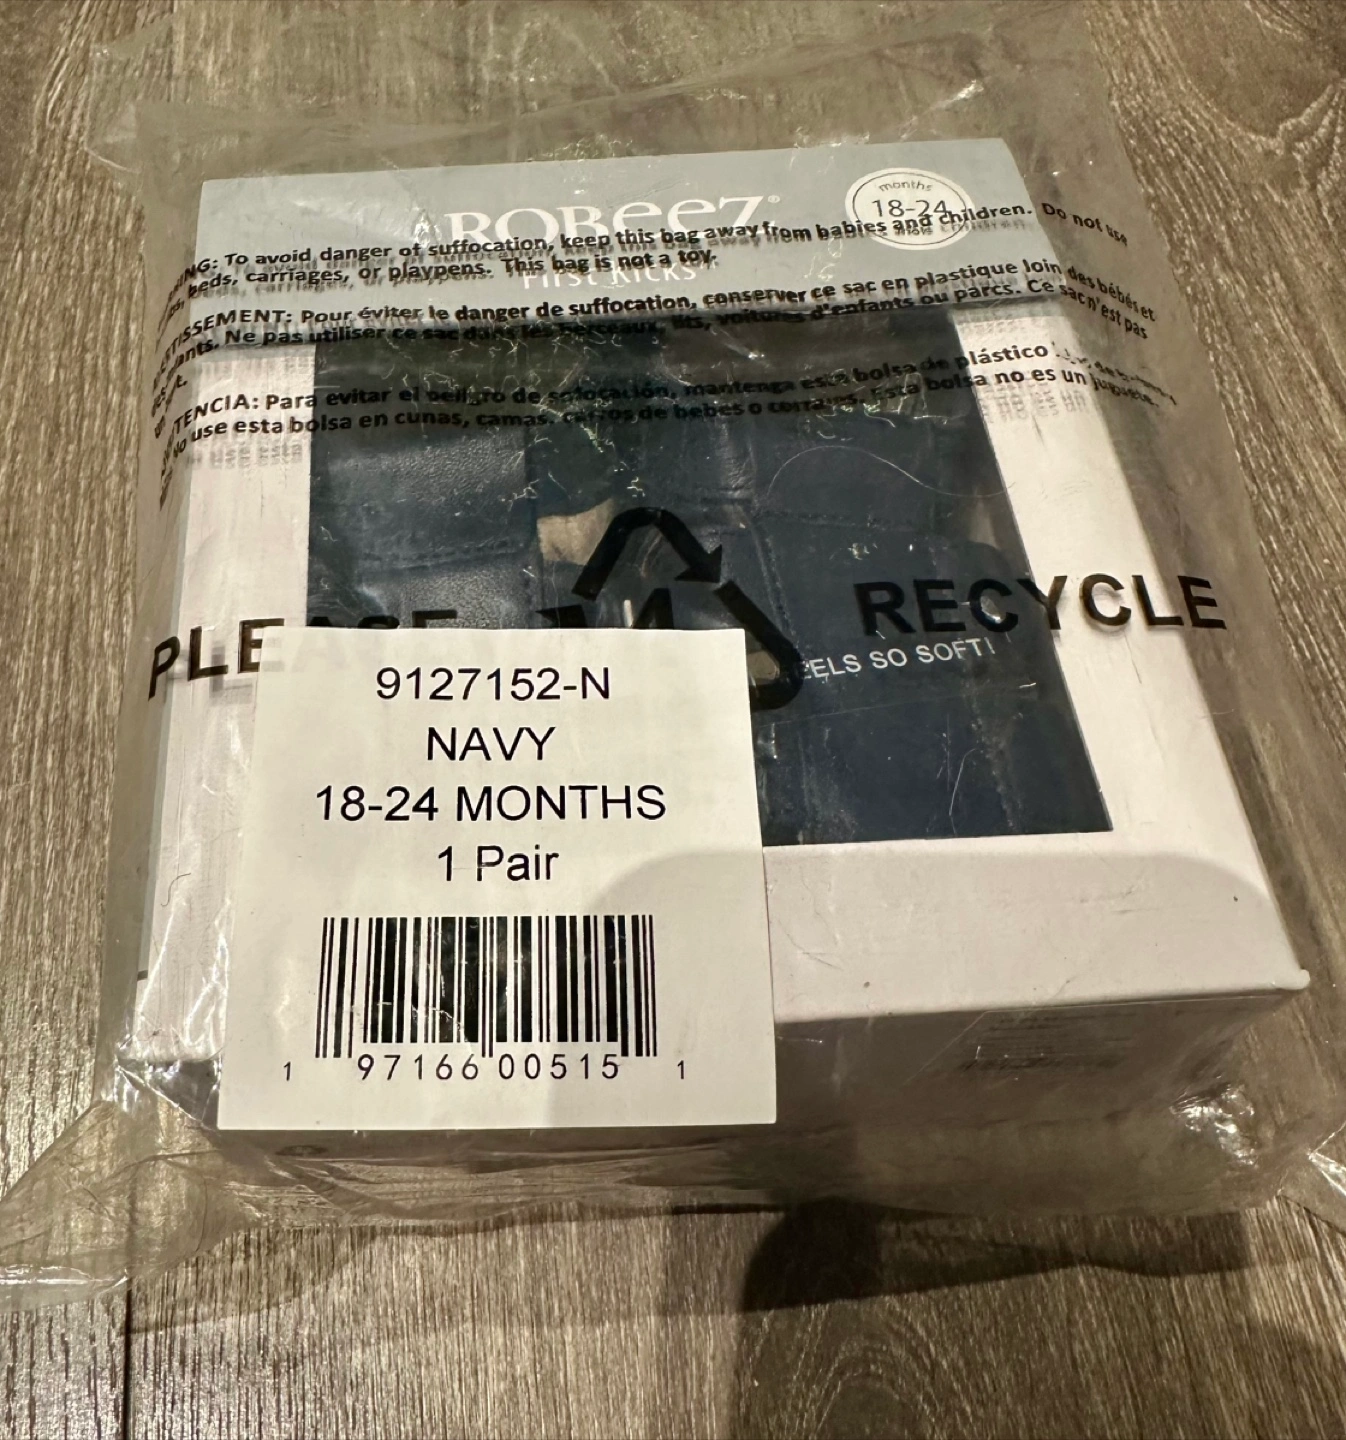 ROBeeZ®
First Kicks
months
18-24
mois
To avoid danger of suffocation, keep this bag away from babies and children. Do not use
beds, carriages, or playpens. This bag is not a toy.
Pour éviter le danger de suffocation, conserver ce sac en plastique loin des bébés et
Ne pas utiliser ce sac dans les berceaux, lits, voitures d'enfants ou parcs. Ce sac n'est pas
Para evitar el peligro de sofocación, mantenga esta bolsa de plástico
No use esta bolsa en cunas, camas, carros de bebes o corrales. Esta bolsa no es un juguete.
PLEASE RECYCLE
4
SO SOFT!
9127152-N
NAVY
18-24 MONTHS
1 Pair
1 97166 00515 1